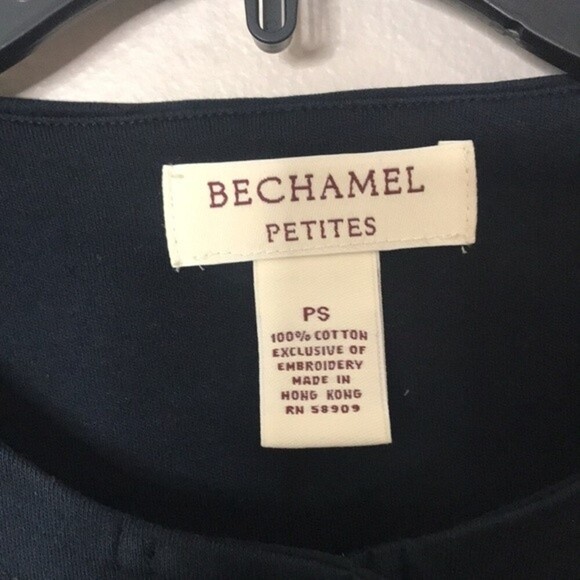 BECHAMEL
PETITES
PS
100% COTTON
EXCLUSIVE OF
EMBROIDERY
MADE IN
HONG KONG
RN 58909